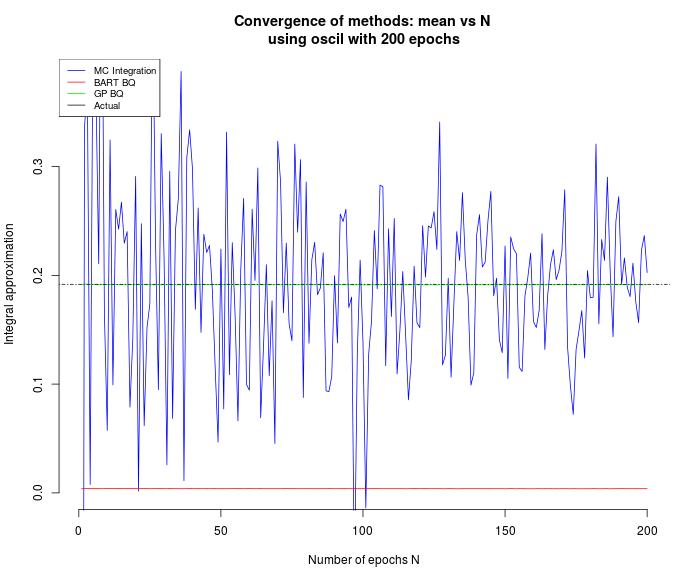 Convergence of methods: mean vs N
using oscil with 200 epochs
MC Integration
BART BQ
GP BQ
Actual
Integral approximation
0.3
0.2
0.1
0.0
0 50 100 150 200
Number of epochs N